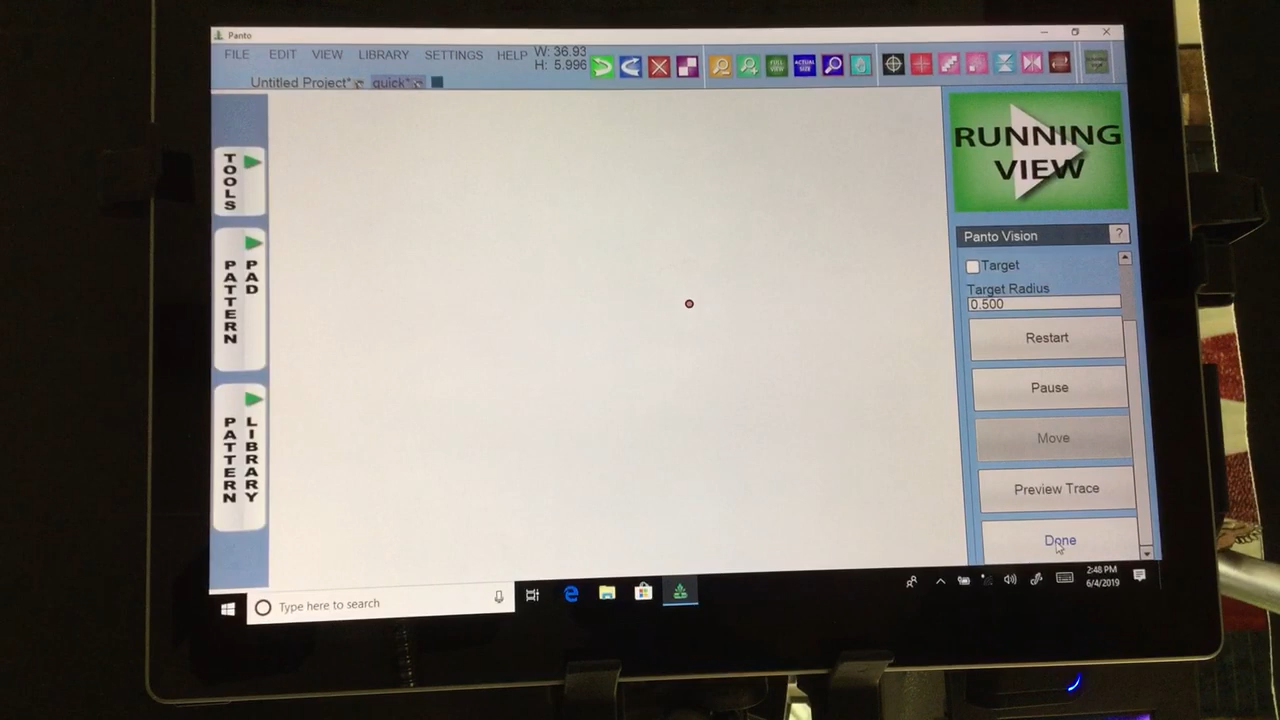 Panto
FILE EDIT VIEW LIBRARY SETTINGS HELP W: 36.93
H: 5.996
FULL VIEW
ACTUAL SIZE
Untitled Project* quick*
TOOLS
PATTERN PAD
PATTERN LIBRARY
RUNNING
VIEW
Panto Vision ?
Target
Target Radius
0.500
Restart
Pause
Move
Preview Trace
Done
Type here to search
2:48 PM
6/4/2019